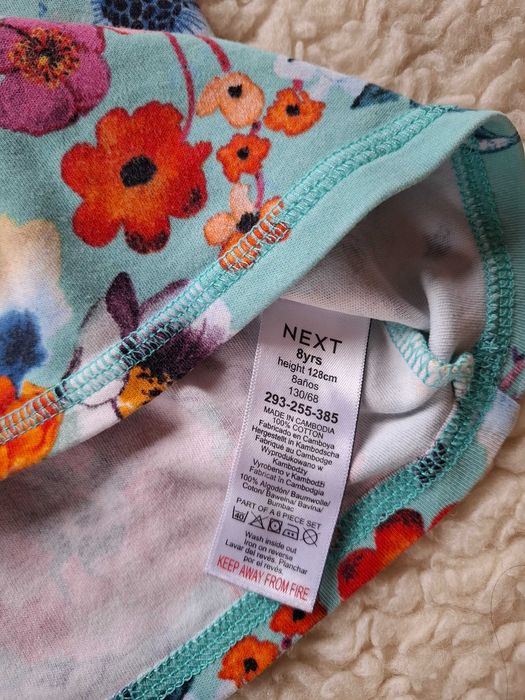 NEXT
8yrs
height 128cm
8años
130/68
293-255-385
MADE IN CAMBODIA
100% COTTON
Fabricado en Camboya
Hergestellt in Kambodscha
Fabriqué au Cambodge
Wyprodukowano w
Kambodży
Vyrobeno v Kambodži
Fabricat în Cambodgia
100% Algodón/ Baumwolle/
Coton/ Bawełna/ Bavlna/
Bumbac
PART OF A 6 PIECE SET
40
Wash inside out
Iron on reverse
Lavar del revés. Planchar
por el revés.
KEEP AWAY FROM FIRE